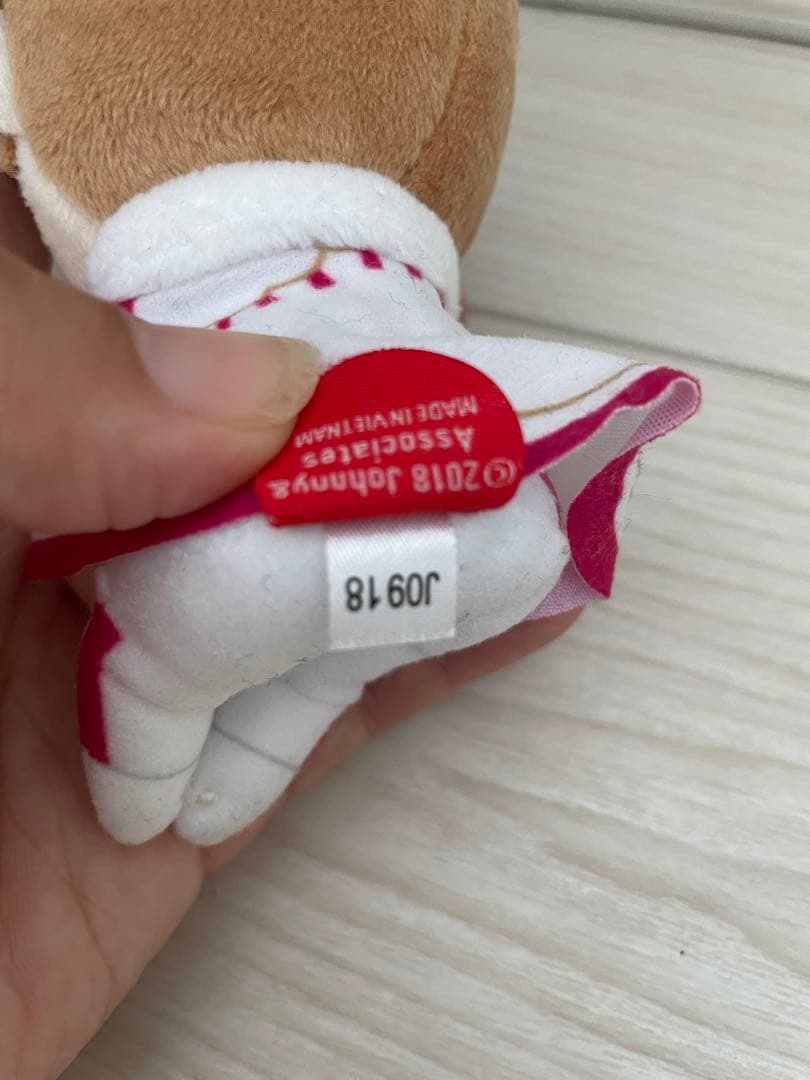 ©2018 Johnny&
Associates
MADE IN VIETNAM
J0918